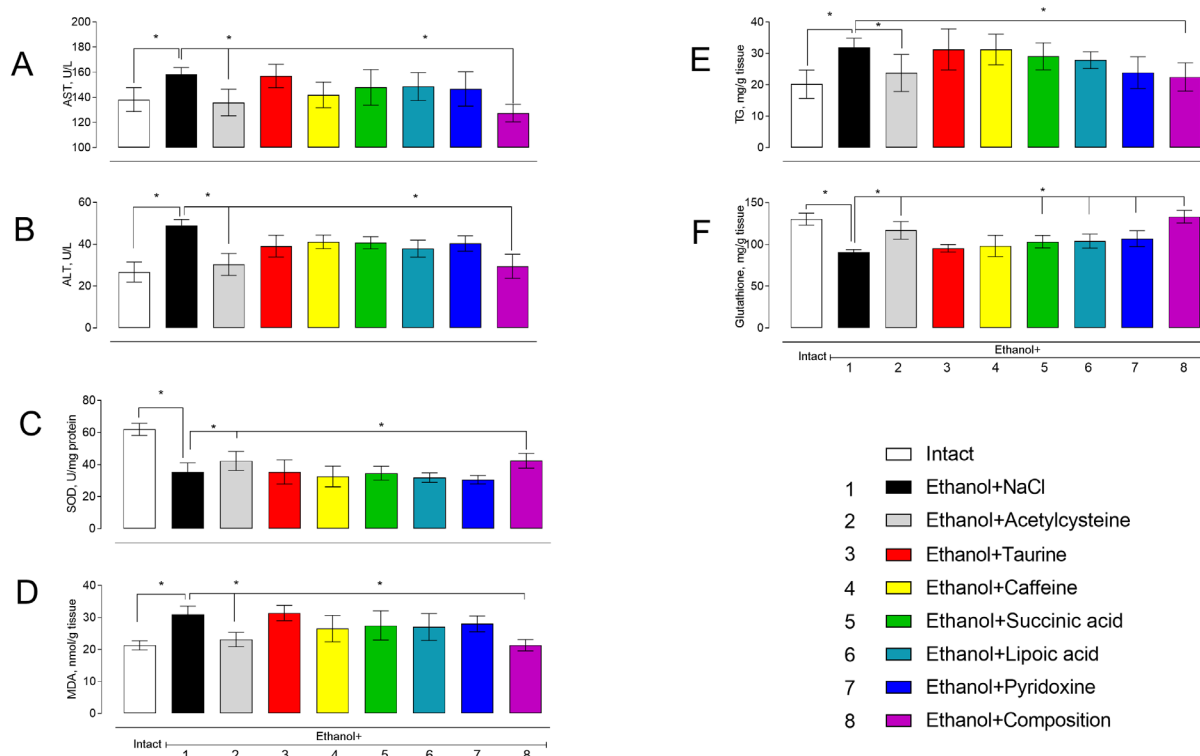 A
AST, U/L
200
180
160
140
120
100
* * *
B
ALT, U/L
60
40
20
0
* * *
C
SOD, U/mg protein
80
60
40
20
0
* * *
D
MDA, nmol/g tissue
40
30
20
10
0
* * *
Intact
Ethanol+
1 2 3 4 5 6 7 8
E
TG, mg/g tissue
40
30
20
10
0
* * *
F
Glutathione, mg/g tissue
150
100
50
0
* * *
Intact
Ethanol+
1 2 3 4 5 6 7 8
Intact
1 Ethanol+NaCl
2 Ethanol+Acetylcysteine
3 Ethanol+Taurine
4 Ethanol+Caffeine
5 Ethanol+Succinic acid
6 Ethanol+Lipoic acid
7 Ethanol+Pyridoxine
8 Ethanol+Composition